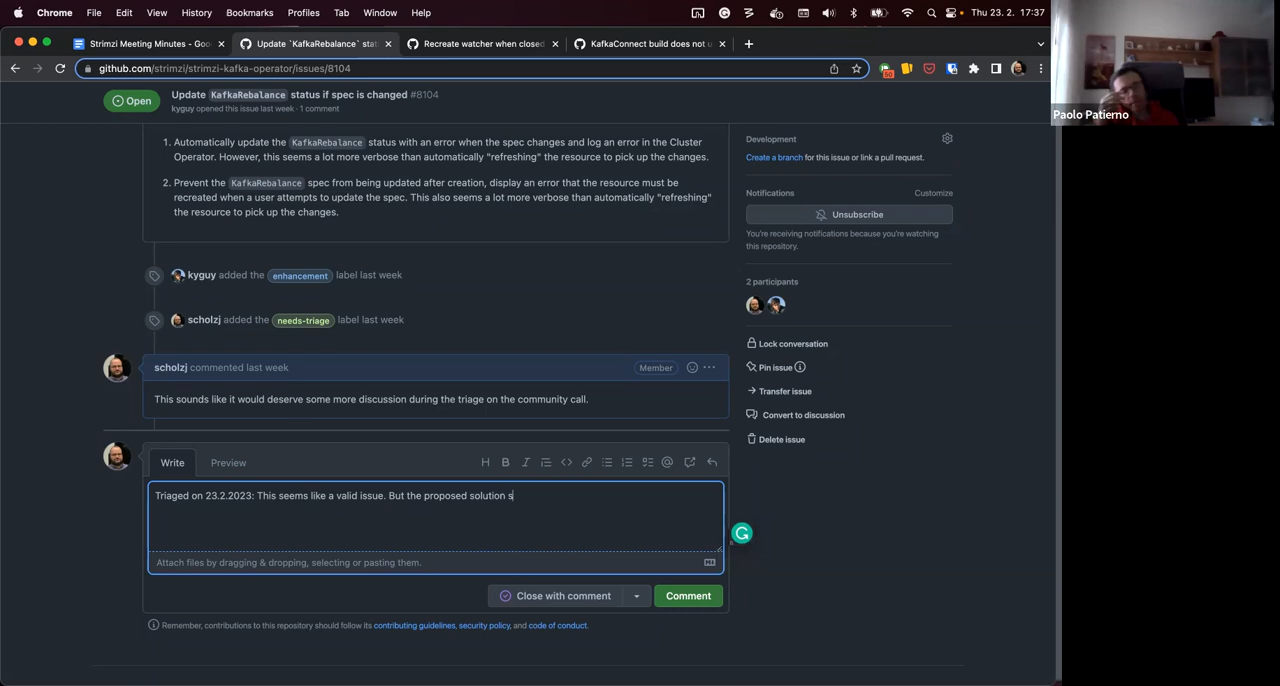 Chrome File Edit View History Bookmarks Profiles Tab Window Help Thu 23. 2. 17:37
Strimzi Meeting Minutes - Goo Update `KafkaRebalance` stat Recreate watcher when closed KafkaConnect build does not u
github.com/strimzi/strimzi-kafka-operator/issues/8104
50
Open
Update KafkaRebalance status if spec is changed #8104
kyguy opened this issue last week · 1 comment
1. Automatically update the KafkaRebalance status with an error when the spec changes and log an error in the Cluster
Operator. However, this seems a lot more verbose than automatically "refreshing" the resource to pick up the changes.
2. Prevent the KafkaRebalance spec from being updated after creation, display an error that the resource must be
recreated when a user attempts to update the spec. This also seems a lot more verbose than automatically "refreshing"
the resource to pick up the changes.
kyguy added the enhancement label last week
scholzj added the needs-triage label last week
scholzj commented last week Member
This sounds like it would deserve some more discussion during the triage on the community call.
Write Preview
Triaged on 23.2.2023: This seems like a valid issue. But the proposed solution s
Attach files by dragging & dropping, selecting or pasting them.
Close with comment Comment
Remember, contributions to this repository should follow its contributing guidelines, security policy, and code of conduct.
Development
Create a branch for this issue or link a pull request.
Notifications Customize
Unsubscribe
You're receiving notifications because you're watching
this repository.
2 participants
Lock conversation
Pin issue
Transfer issue
Convert to discussion
Delete issue
Paolo Patierno